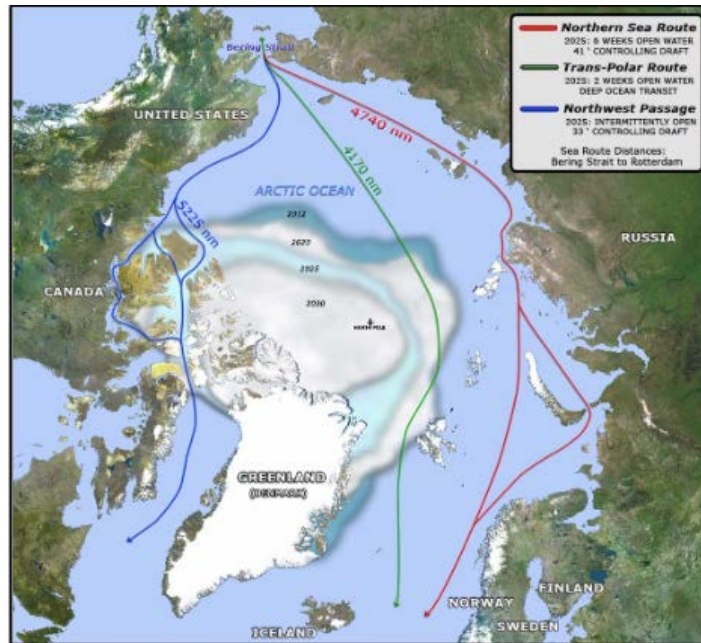 Bering Strait
UNITED STATES
4740 nm
4170 nm
5225 nm
ARCTIC OCEAN
2012
2020
2025
2030
NORTH POLE
CANADA
RUSSIA
GREENLAND
(DENMARK)
ICELAND
NORWAY
SWEDEN
FINLAND
Northern Sea Route
2025: 6 WEEKS OPEN WATER
41' CONTROLLING DRAFT
Trans-Polar Route
2025: 2 WEEKS OPEN WATER
DEEP OCEAN TRANSIT
Northwest Passage
2025: INTERMITTENTLY OPEN
33' CONTROLLING DRAFT
Sea Route Distances:
Bering Strait to Rotterdam